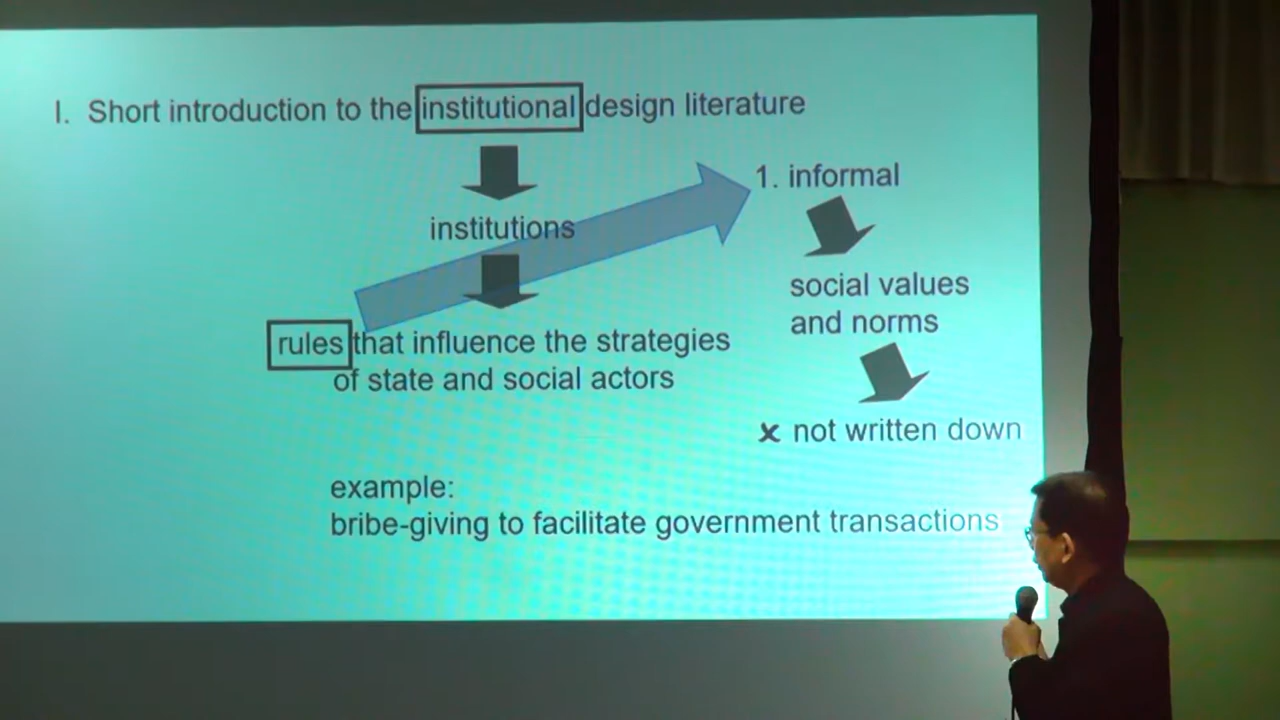 I. Short introduction to the institutional design literature
institutions
rules that influence the strategies
of state and social actors
1. informal
social values
and norms
x not written down
example:
bribe-giving to facilitate government transactions